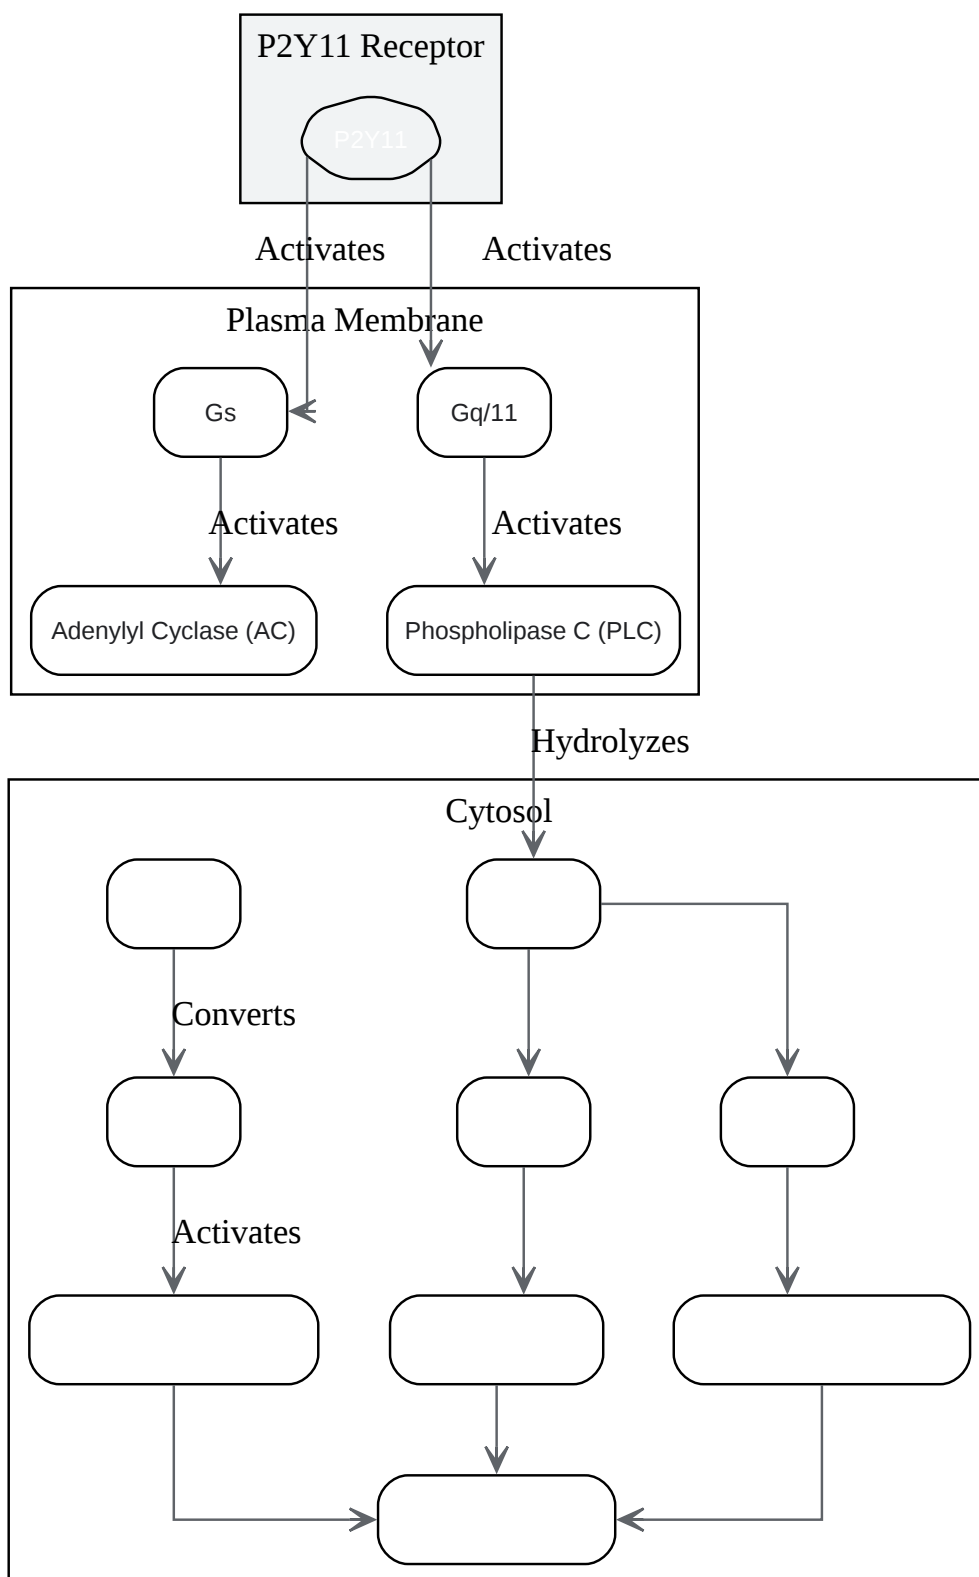 P2Y11 Receptor
P2Y11
Activates
Activates
Plasma Membrane
Gs
Gq/11
Activates
Activates
Adenylyl Cyclase (AC)
Phospholipase C (PLC)
Hydrolyzes
Cytosol
Converts
Activates